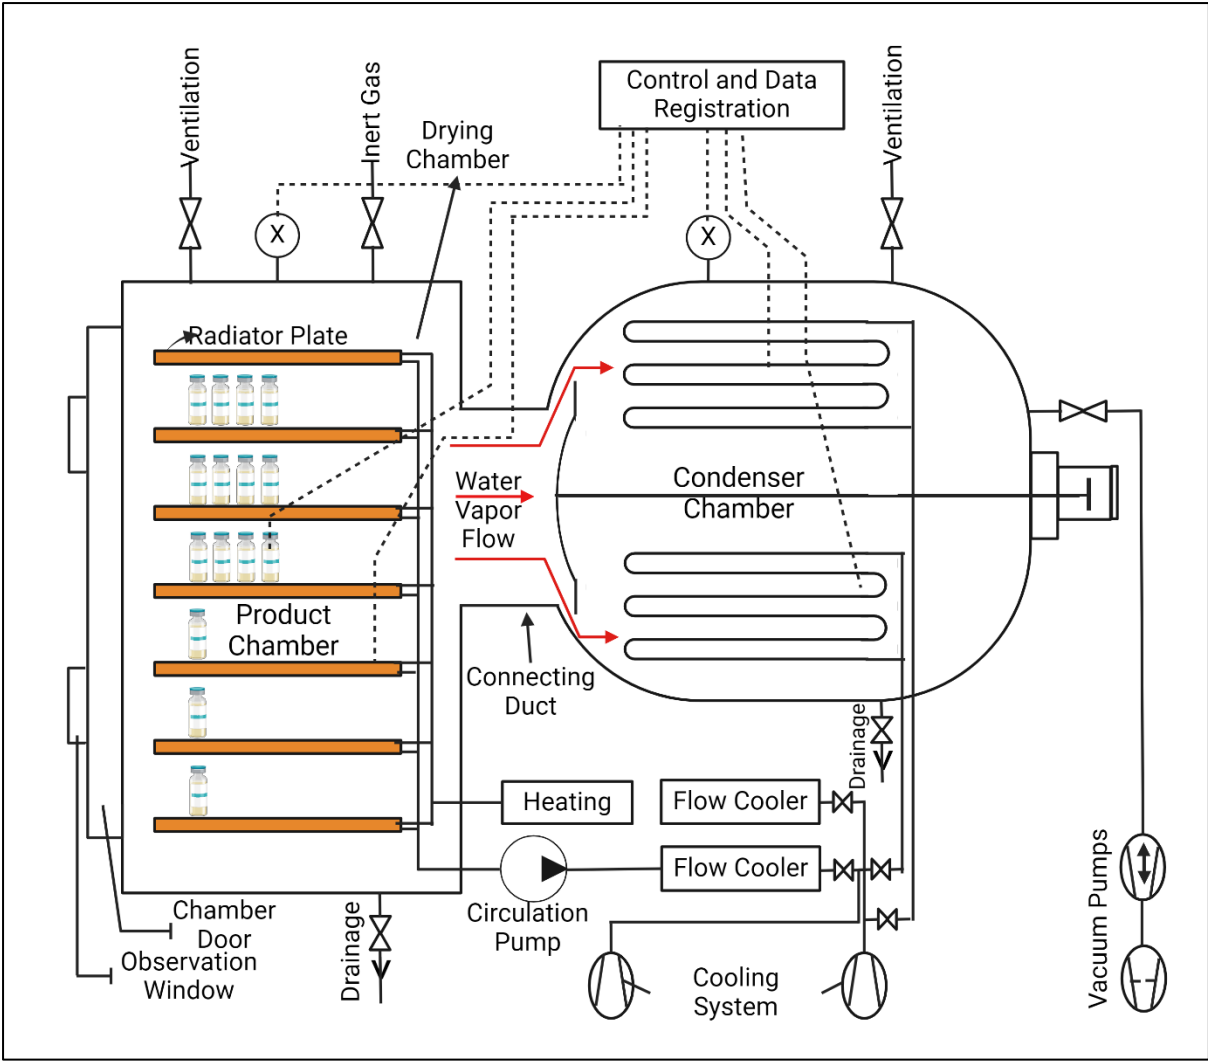 Ventilation
Inert Gas
Drying
Chamber
Control and Data
Registration
Ventilation
X
X
Radiator Plate
Water
Vapor
Flow
Condenser
Chamber
Product
Chamber
Connecting
Duct
Drainage
Heating
Flow Cooler
Flow Cooler
Circulation
Pump
Chamber
Door
Observation
Window
Drainage
Cooling
System
Vacuum Pumps